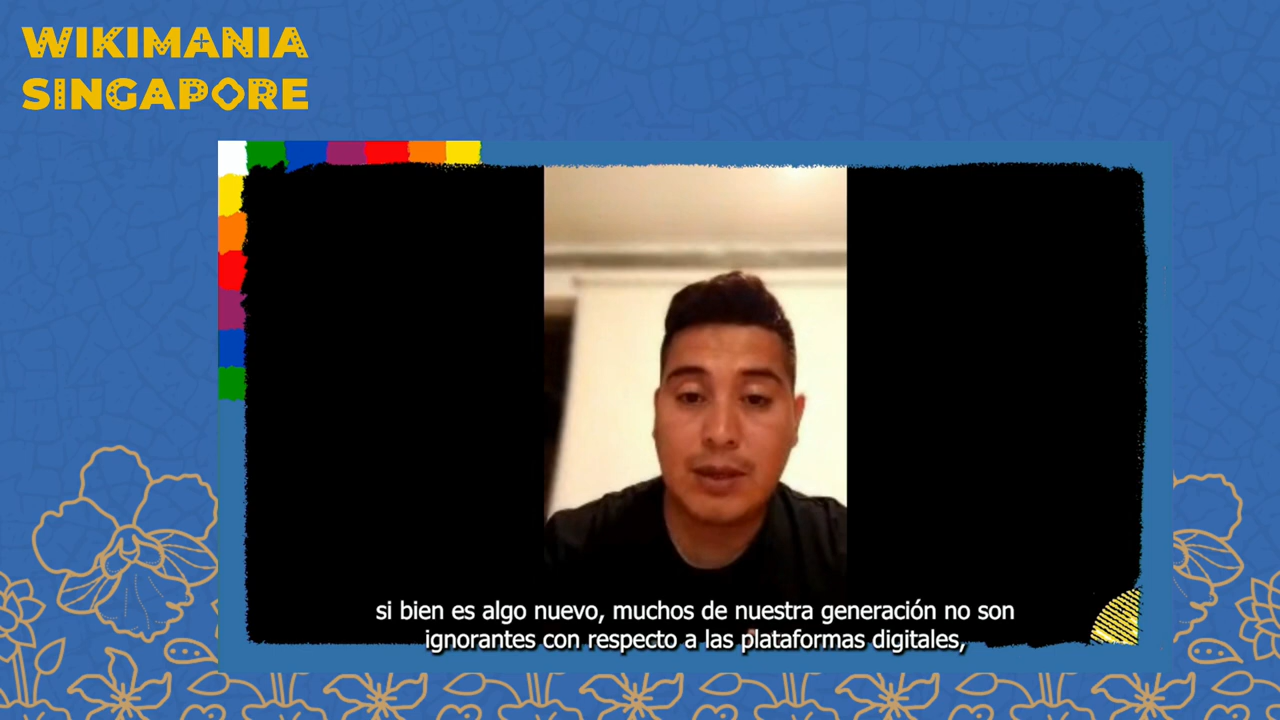 WIKIMANIA
SINGAPORE
si bien es algo nuevo, muchos de nuestra generación no son
ignorantes con respecto a las plataformas digitales,